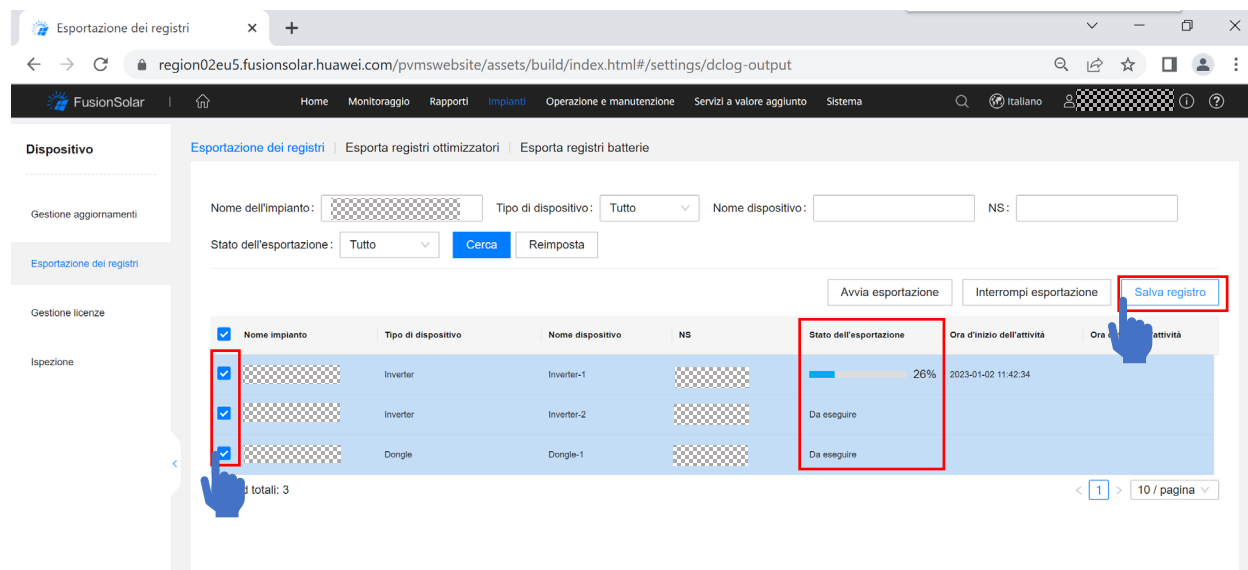 Esportazione dei registri
region02eu5.fusionsolar.huawei.com/pvmswebsite/assets/build/index.html#/settings/dclog-output
FusionSolar Home Monitoraggio Rapporti Impianti Operazione e manutenzione Servizi a valore aggiunto Sistema Italiano
Dispositivo
Esportazione dei registri Esporta registri ottimizzatori Esporta registri batterie
Gestione aggiornamenti
Esportazione dei registri
Gestione licenze
Ispezione
Nome dell'impianto: Tipo di dispositivo: Tutto Nome dispositivo: NS:
Stato dell'esportazione: Tutto Cerca Reimposta
Avvia esportazione Interrompi esportazione Salva registro
Nome impianto Tipo di dispositivo Nome dispositivo NS Stato dell'esportazione Ora d'inizio dell'attività Ora attività
Inverter Inverter-1 26% 2023-01-02 11:42:34
Inverter Inverter-2 Da eseguire
Dongle Dongle-1 Da eseguire
totali: 3 < 1 > 10 / pagina